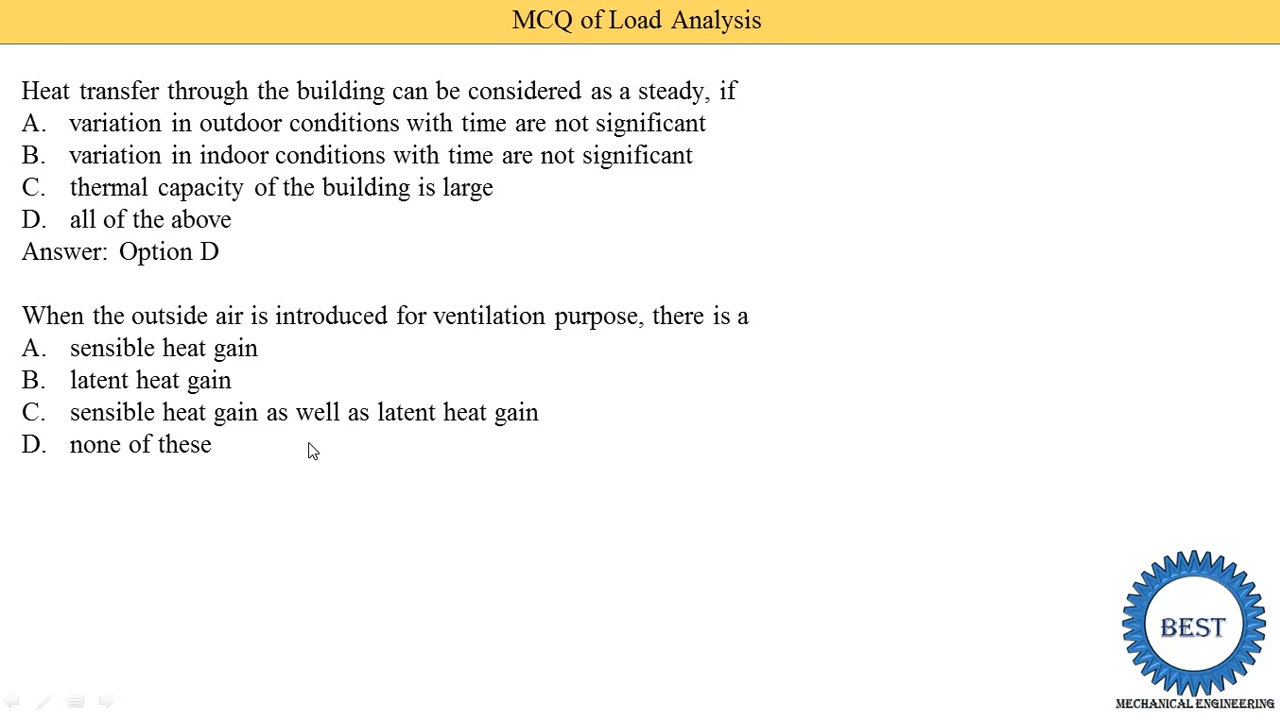 MCQ of Load Analysis
Heat transfer through the building can be considered as a steady, if
A. variation in outdoor conditions with time are not significant
B. variation in indoor conditions with time are not significant
C. thermal capacity of the building is large
D. all of the above
Answer: Option D
When the outside air is introduced for ventilation purpose, there is a
A. sensible heat gain
B. latent heat gain
C. sensible heat gain as well as latent heat gain
D. none of these
BEST
MECHANICAL ENGINEERING